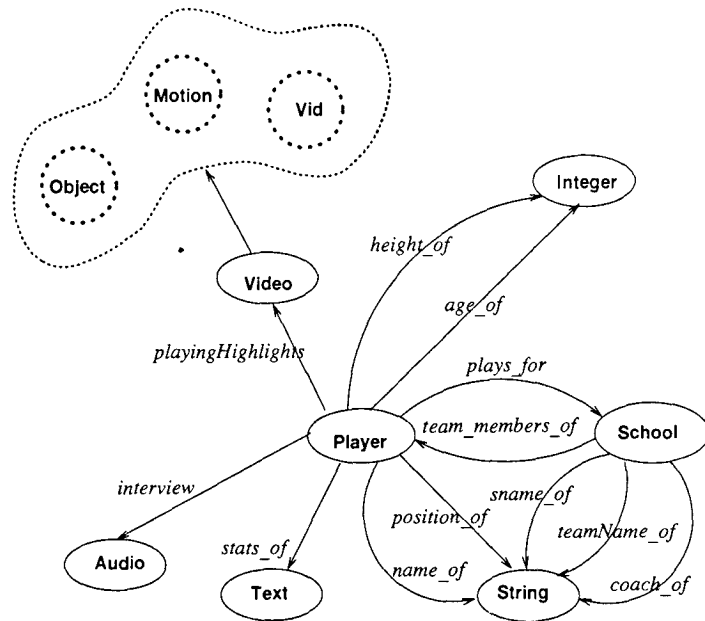 Motion
Vid
Object
Integer
height_of
Video
age_of
playingHighlights
plays_for
team_members_of
School
Player
interview
sname_of
position_of
teamName_of
stats_of
Audio
name_of
coach_of
Text
String